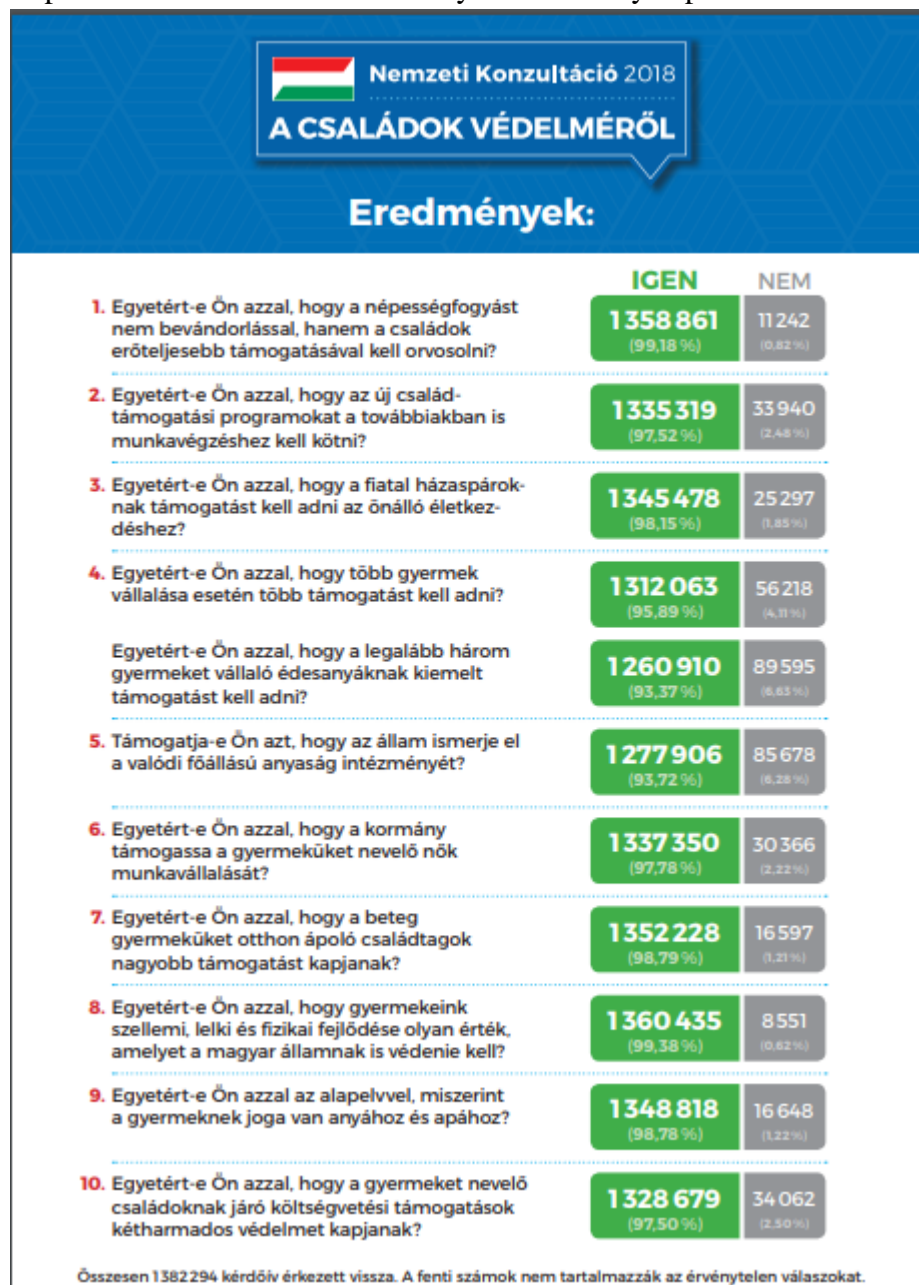 Nemzeti Konzultáció 2018
A CSALÁDOK VÉDELMÉRŐL
Eredmények:
IGEN NEM
1. Egyetért-e Ön azzal, hogy a népességfogyást
nem bevándorlással, hanem a családok
erőteljesebb támogatásával kell orvosolni?
1 358 861
(99,18 %)
11 242
(0,82 %)
2. Egyetért-e Ön azzal, hogy az új család-
támogatási programokat a továbbiakban is
munkavégzéshez kell kötni?
1 335 319
(97,52 %)
33 940
(2,48 %)
3. Egyetért-e Ön azzal, hogy a fiatal házaspárok-
nak támogatást kell adni az önálló életkez-
déshez?
1 345 478
(98,15 %)
25 297
(1,85 %)
4. Egyetért-e Ön azzal, hogy több gyermek
vállalása esetén több támogatást kell adni?
1 312 063
(95,89 %)
56 218
(4,11 %)
Egyetért-e Ön azzal, hogy a legalább három
gyermeket vállaló édesanyáknak kiemelt
támogatást kell adni?
1 260 910
(93,37 %)
89 595
(6,63 %)
5. Támogatja-e Ön azt, hogy az állam ismerje el
a valódi főállású anyaság intézményét?
1 277 906
(93,72 %)
85 678
(6,28 %)
6. Egyetért-e Ön azzal, hogy a kormány
támogassa a gyermeküket nevelő nők
munkavállalását?
1 337 350
(97,78 %)
30 366
(2,22 %)
7. Egyetért-e Ön azzal, hogy a beteg
gyermeküket otthon ápoló családtagok
nagyobb támogatást kapjanak?
1 352 228
(98,79 %)
16 597
(1,21 %)
8. Egyetért-e Ön azzal, hogy gyermekeink
szellemi, lelki és fizikai fejlődése olyan érték,
amelyet a magyar államnak is védenie kell?
1 360 435
(99,38 %)
8 551
(0,62 %)
9. Egyetért-e Ön azzal az alapelvvel, miszerint
a gyermeknek joga van anyához és apához?
1 348 818
(98,78 %)
16 648
(1,22 %)
10. Egyetért-e Ön azzal, hogy a gyermeket nevelő
családoknak járó költségvetési támogatások
kétharmados védelmet kapjanak?
1 328 679
(97,50 %)
34 062
(2,50 %)
Összesen 1 382 294 kérdőív érkezett vissza. A fenti számok nem tartalmazzák az érvénytelen válaszokat.